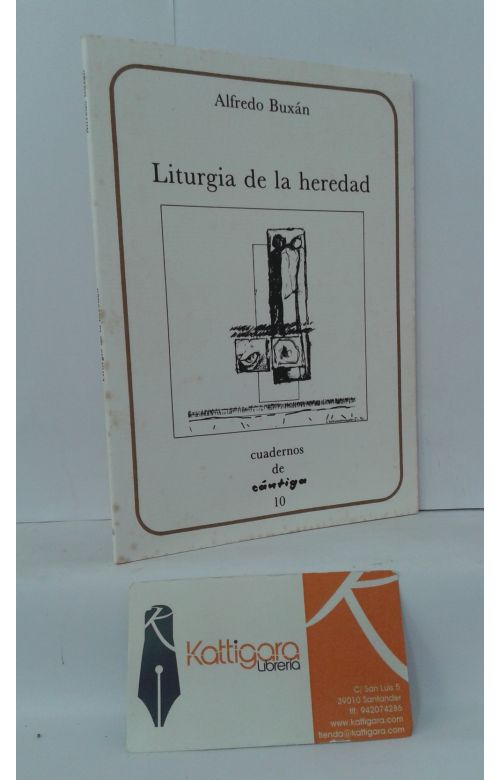 Alfredo Buxán
Liturgia de la heredad
cuadernos
de
cántiga
10
Kattigara
Librería
C/ San Luis 5
39010 Santander
tlf: 942074286
www.kattigara.com
tienda@kattigara.com